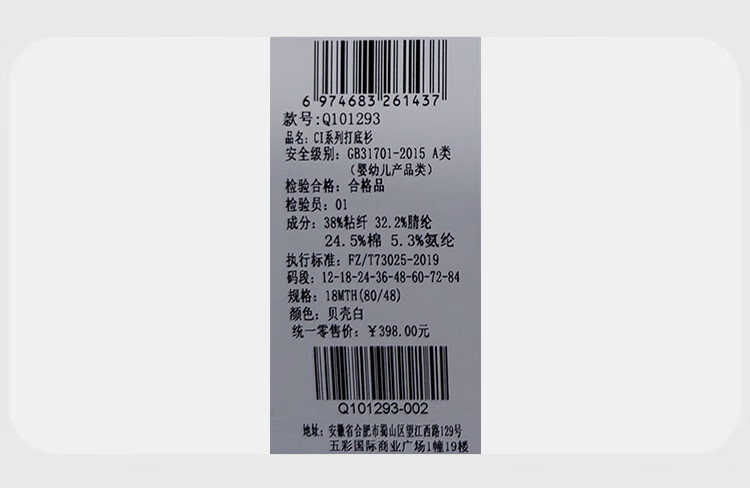 6 974683 261437
款号:Q101293
品名: CI系列打底衫
安全级别: GB31701-2015 A类
(婴幼儿产品类)
检验合格: 合格品
检验员: 01
成分: 38%粘纤 32.2%腈纶
24.5%棉 5.3%氨纶
执行标准: FZ/T73025-2019
码段: 12-18-24-36-48-60-72-84
规格: 18MTH(80/48)
颜色: 贝壳白
统一零售价: ¥398.00元
Q101293-002
地址: 安徽省合肥市蜀山区望江西路129号
五彩国际商业广场1幢19楼